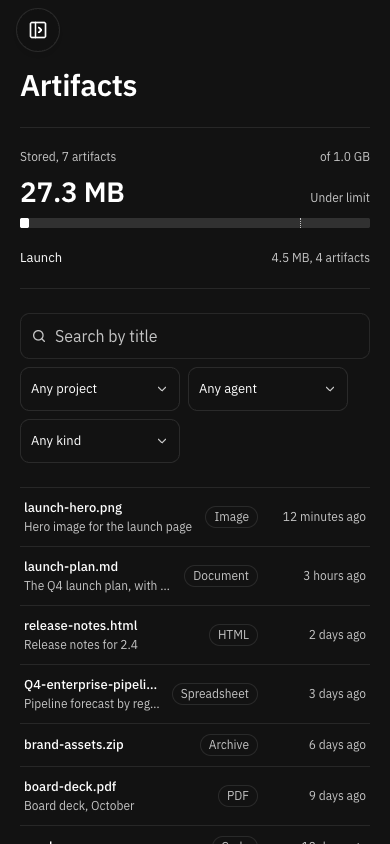 Artifacts
Stored, 7 artifacts
of 1.0 GB
27.3 MB
Under limit
Launch
4.5 MB, 4 artifacts
Search by title
Any project
Any agent
Any kind
launch-hero.png
Hero image for the launch page
Image
12 minutes ago
launch-plan.md
The Q4 launch plan, with ...
Document
3 hours ago
release-notes.html
Release notes for 2.4
HTML
2 days ago
Q4-enterprise-pipeli...
Pipeline forecast by reg...
Spreadsheet
3 days ago
brand-assets.zip
Archive
6 days ago
board-deck.pdf
Board deck, October
PDF
9 days ago